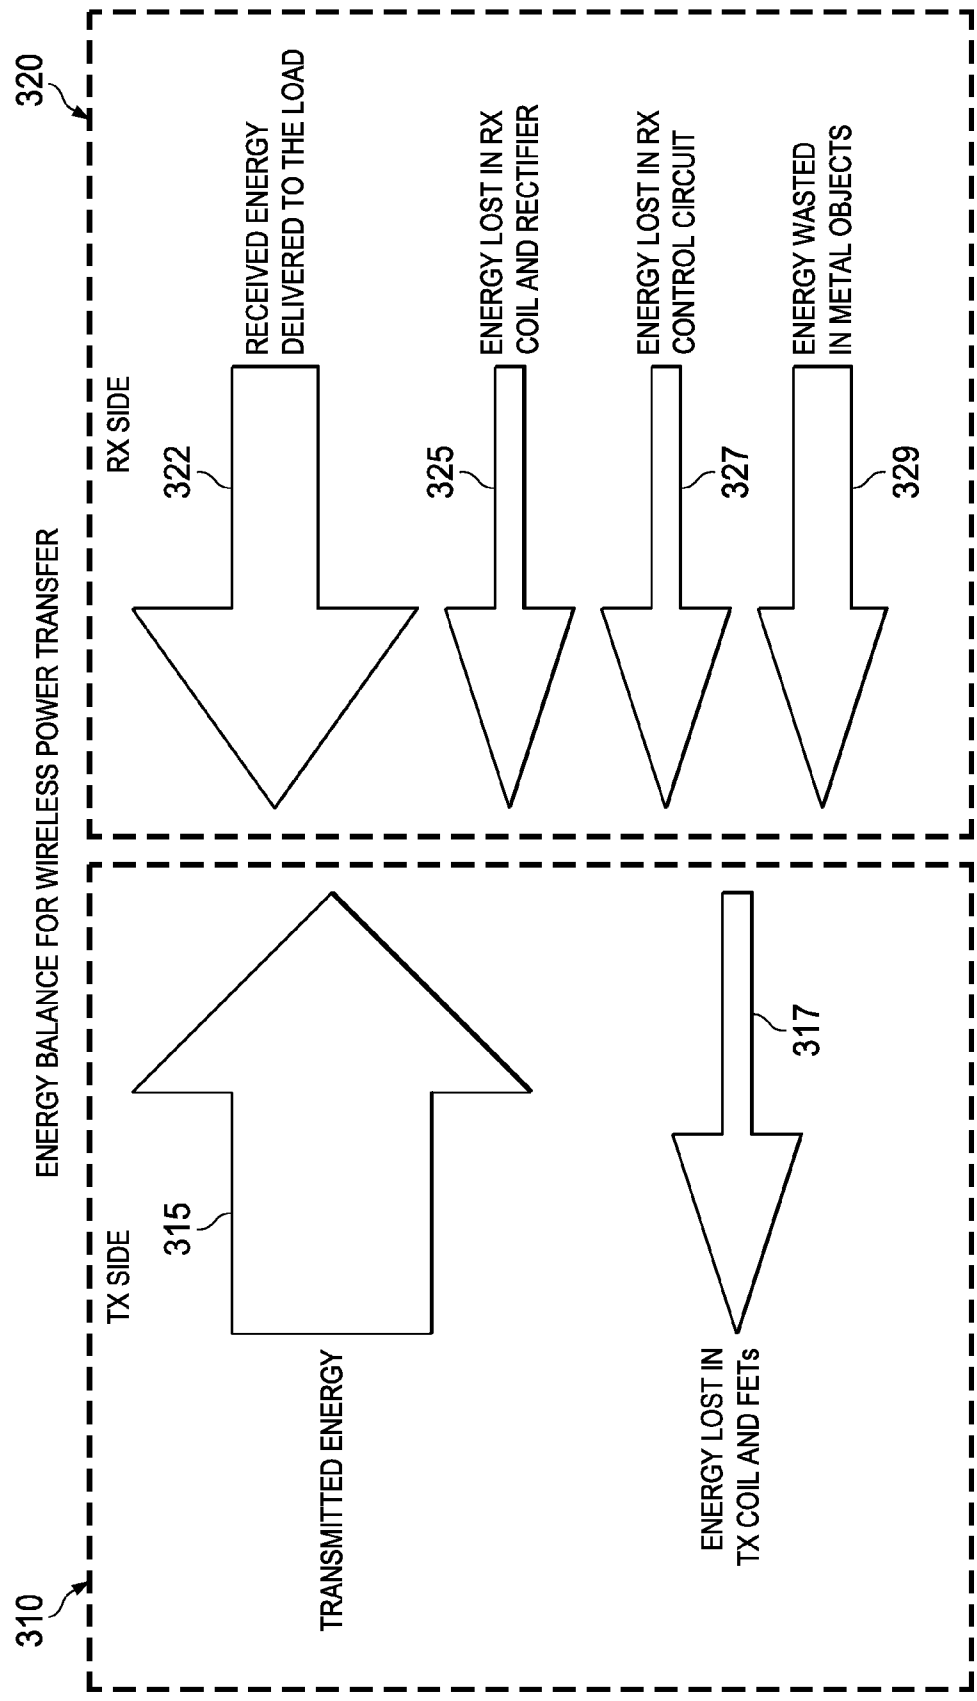 ENERGY BALANCE FOR WIRELESS POWER TRANSFER
310
TX SIDE
TRANSMITTED ENERGY
315
ENERGY LOST IN
TX COIL AND FETs
317
320
RX SIDE
322
RECEIVED ENERGY
DELIVERED TO THE LOAD
325
ENERGY LOST IN RX
COIL AND RECTIFIER
327
ENERGY LOST IN RX
CONTROL CIRCUIT
329
ENERGY WASTED
IN METAL OBJECTS